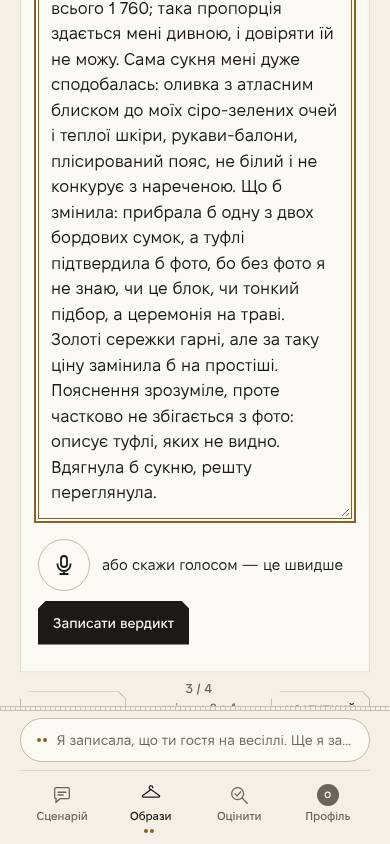 всього 1 760; така пропорція
здається мені дивною, і довіряти їй
не можу. Сама сукня мені дуже
сподобалась: оливка з атласним
блиском до моїх сіро-зелених очей
і теплої шкіри, рукави-балони,
плісирований пояс, не білий і не
конкурує з нареченою. Що б
змінила: прибрала б одну з двох
бордових сумок, а туфлі
підтвердила б фото, бо без фото я
не знаю, чи це блок, чи тонкий
підбор, а церемонія на траві.
Золоті сережки гарні, але за таку
ціну замінила б на простіші.
Пояснення зрозуміле, проте
частково не збігається з фото:
описує туфлі, яких не видно.
Вдягнула б сукню, решту
переглянула.
або скажи голосом — це швидше
Записати вердикт
3 / 4
Я записала, що ти гостя на весіллі. Ще я за...
Сценарій
Образи
Оцінити
О
Профіль